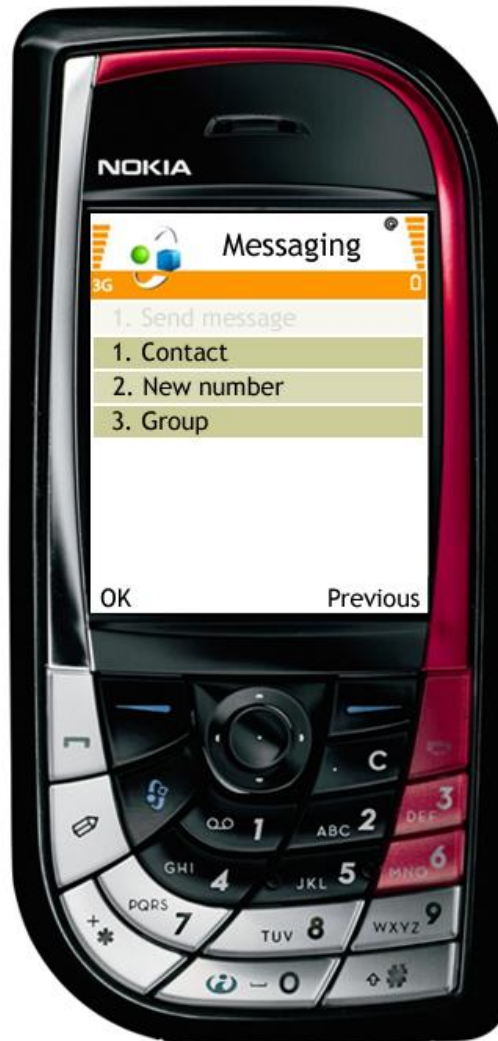 NOKIA
Messaging
3G
1. Send message
1. Contact
2. New number
3. Group
OK Previous
C
1
ABC 2
DEF 3
GHI 4
JKL 5
MNO 6
PQRS 7
TUV 8
WXYZ 9
+ *
0
#